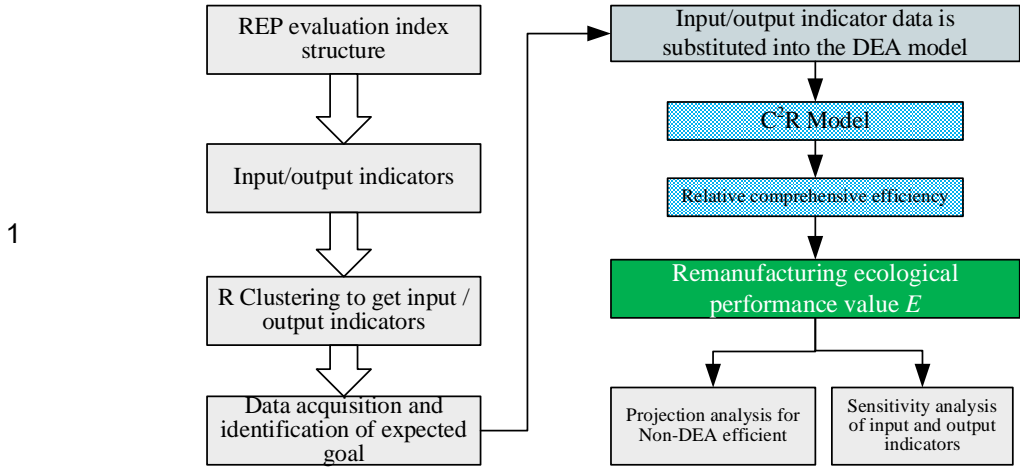 REP evaluation index
structure
Input/output indicators
1
R Clustering to get input /
output indicators
Data acquisition and
identification of expected
goal
Input/output indicator data is
substituted into the DEA model
C²R Model
Relative comprehensive efficiency
Remanufacturing ecological
performance value E
Projection analysis for
Non-DEA efficient
Sensitivity analysis
of input and output
indicators